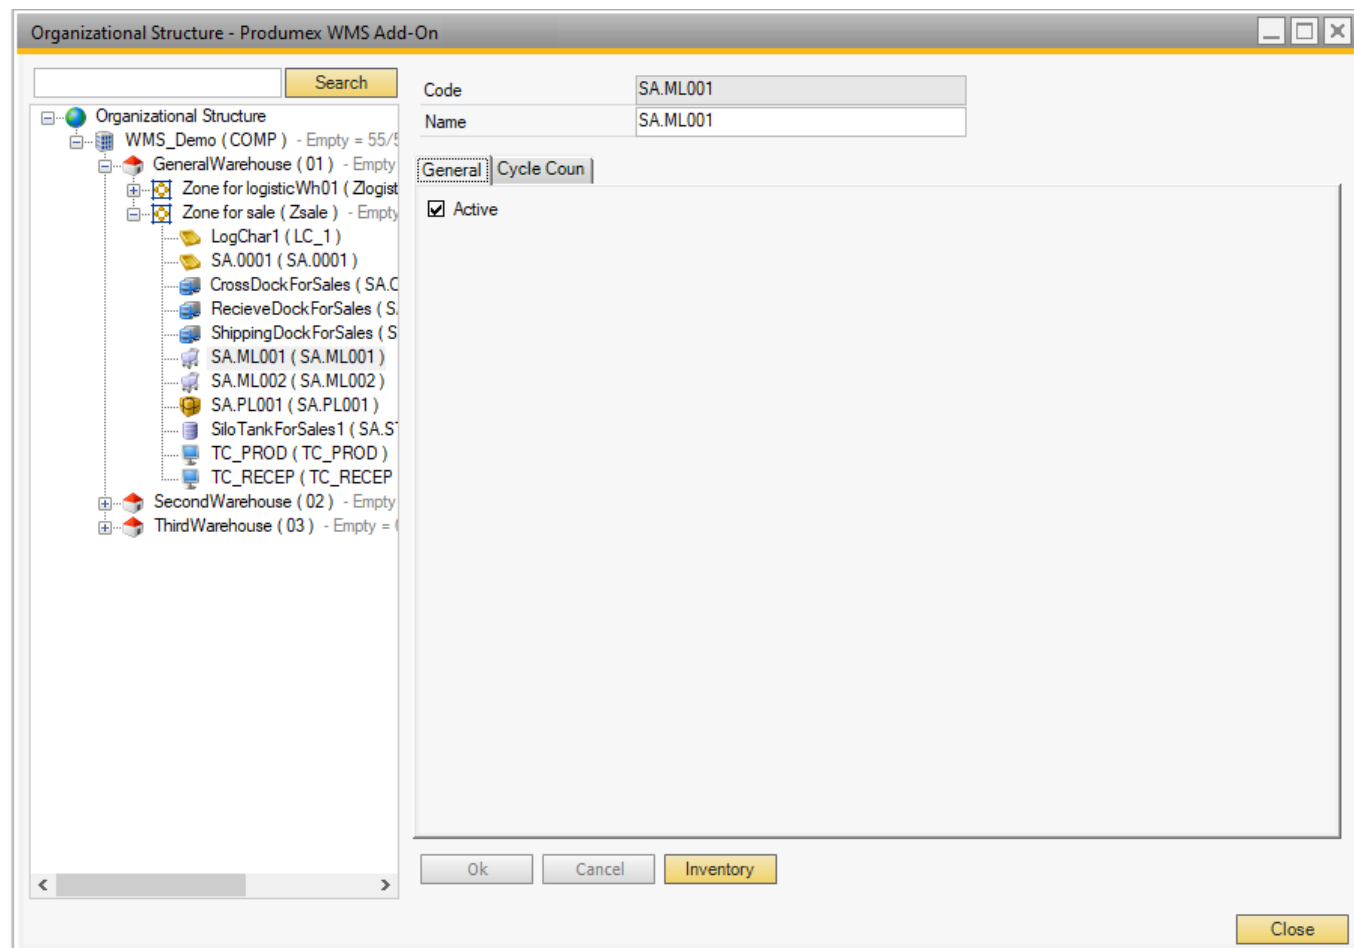 Organizational Structure - Produmex WMS Add-On
Search
Organizational Structure
WMS_Demo ( COMP ) - Empty = 55/5
GeneralWarehouse ( 01 ) - Empty
Zone for logisticWh01 ( Zlogist
Zone for sale ( Zsale ) - Empty
LogChar1 ( LC_1 )
SA.0001 ( SA.0001 )
CrossDockForSales ( SA.C
RecieveDockForSales ( S.
ShippingDockForSales ( S
SA.ML001 ( SA.ML001 )
SA.ML002 ( SA.ML002 )
SA.PL001 ( SA.PL001 )
SiloTankForSales1 ( SA.S
TC_PROD ( TC_PROD )
TC_RECEP ( TC_RECEP
SecondWarehouse ( 02 ) - Empty
ThirdWarehouse ( 03 ) - Empty =
Code SA.ML001
Name SA.ML001
General Cycle Coun
Active
Ok Cancel Inventory
Close